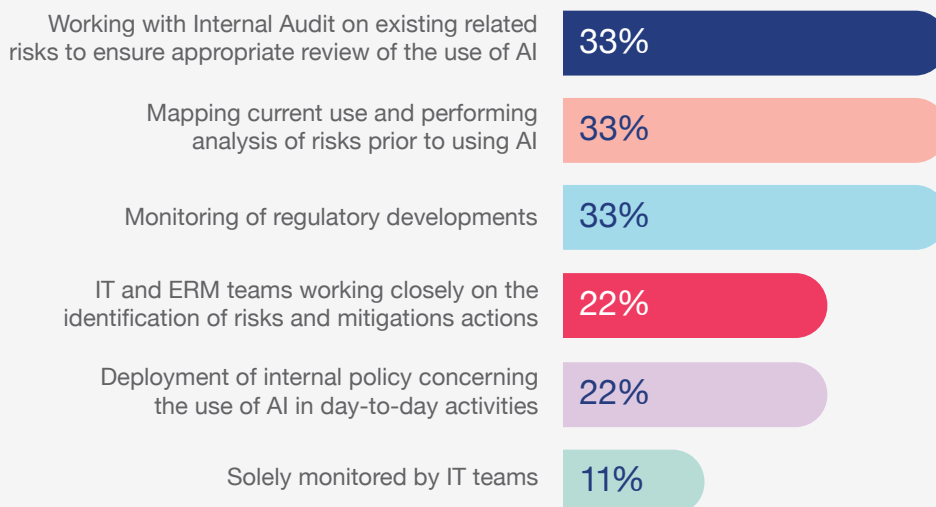 Working with Internal Audit on existing related
risks to ensure appropriate review of the use of AI
33%
Mapping current use and performing
analysis of risks prior to using AI
33%
Monitoring of regulatory developments
33%
IT and ERM teams working closely on the
identification of risks and mitigations actions
22%
Deployment of internal policy concerning
the use of AI in day-to-day activities
22%
Solely monitored by IT teams
11%